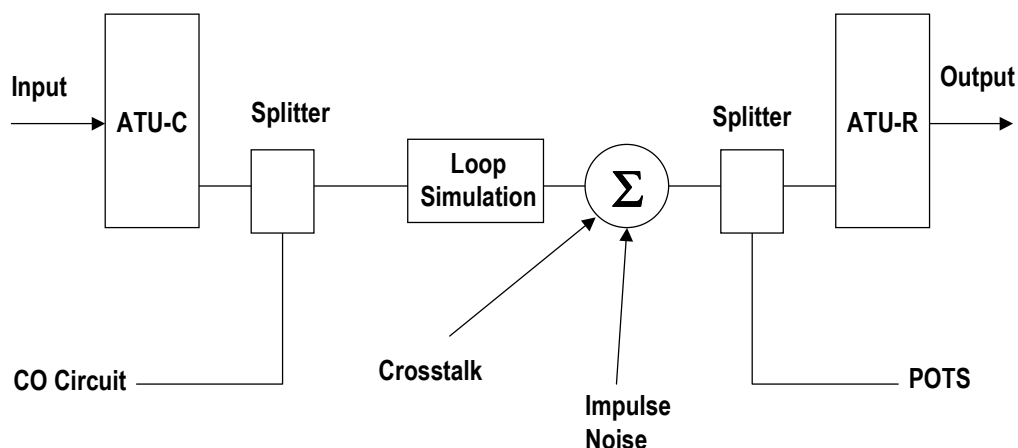 Input
ATU-C
Splitter
Loop
Simulation
Σ
Splitter
ATU-R
Output
CO Circuit
Crosstalk
Impulse
Noise
POTS